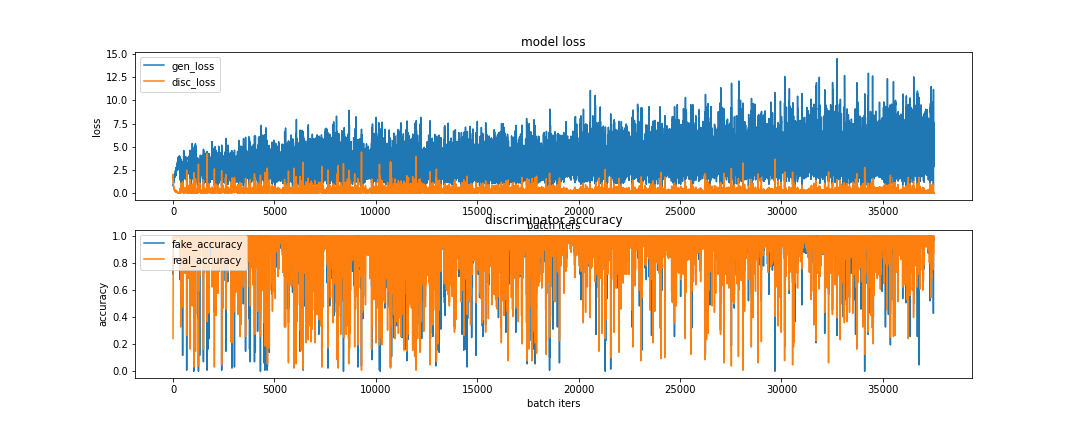 model loss
15.0
12.5
10.0
7.5
5.0
2.5
0.0
loss
gen_loss
disc_loss
0 5000 10000 15000 20000 25000 30000 35000
batch iters
discriminator accuracy
1.0
0.8
0.6
0.4
0.2
0.0
accuracy
fake_accuracy
real_accuracy
0 5000 10000 15000 20000 25000 30000 35000
batch iters